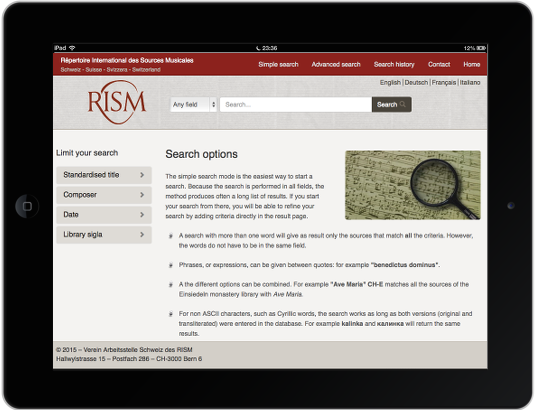 iPad 23:36 12%
Répertoire International des Sources Musicales
Schweiz - Suisse - Svizzera - Switzerland
Simple search Advanced search Search history Contact Home
English | Deutsch | Français | Italiano
RISM
Any field Search... Search
Limit your search
Standardised title
Composer
Date
Library sigla
Search options
The simple search mode is the easiest way to start a
search. Because the search is performed in all fields, the
method produces often a long list of results. If you start
your search from there, you will be able to refine your
search by adding criteria directly in the result page.
A search with more than one word will give as result only the sources that match all the criteria. However,
the words do not have to be in the same field.
Phrases, or expressions, can be given between quotes: for example "benedictus dominus".
A the different options can be combined. For example "Ave Maria" CH-E matches all the sources of the
Einsiedeln monastery library with Ave Maria.
For non ASCII characters, such as Cyrillic words, the search works as long as both versions (original and
transliterated) were entered in the database. For example kalinka and калинка will return the same
results.
© 2015 – Verein Arbeitsstelle Schweiz des RISM
Hallwylstrasse 15 – Postfach 286 – CH-3000 Bern 6